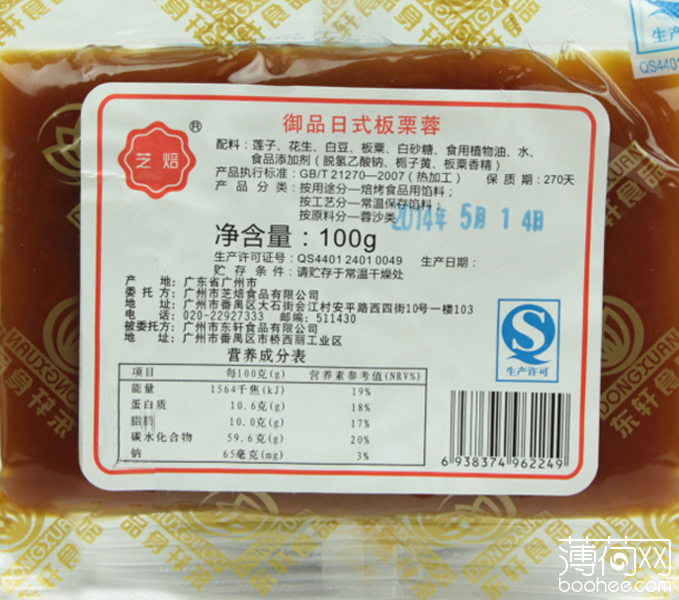 生产
QS4401
芝焙®
御品日式板栗蓉
配料：莲子、花生、白豆、板栗、白砂糖、食用植物油、水、
食品添加剂（脱氢乙酸钠、栀子黄、板栗香精）
产品执行标准：GB/T 21270—2007（热加工） 保 质 期：270天
产 品 分 类：按用途分—焙烤食品用馅料；
按工艺分—常温保存馅料；
按原料分—蓉沙类
2014年 5月 14
净含量：100g
生产许可证号：QS4401 2401 0049 生产日期：
贮 存 条 件：请贮存于常温干燥处
产 地：广东省广州市
委 托 方：广州市芝焙食品有限公司
地 址：广州市番禺区大石街会江村安平路西四街10号一楼103
电 话：020-22927333 邮编：511430
被委托方：广州市东轩食品有限公司
地 址：广州市番禺区市桥西丽工业区
营养成分表
项目 每100克(g) 营养素参考值(NRV%)
能量 1564千焦(kJ) 19%
蛋白质 10.6克(g) 18%
脂肪 10.0克(g) 17%
碳水化合物 59.6克(g) 20%
钠 65毫克(mg) 3%
QS
生产许可
6 938374 962249
DONGXUAN
东轩食品
薄荷网
boohee.com